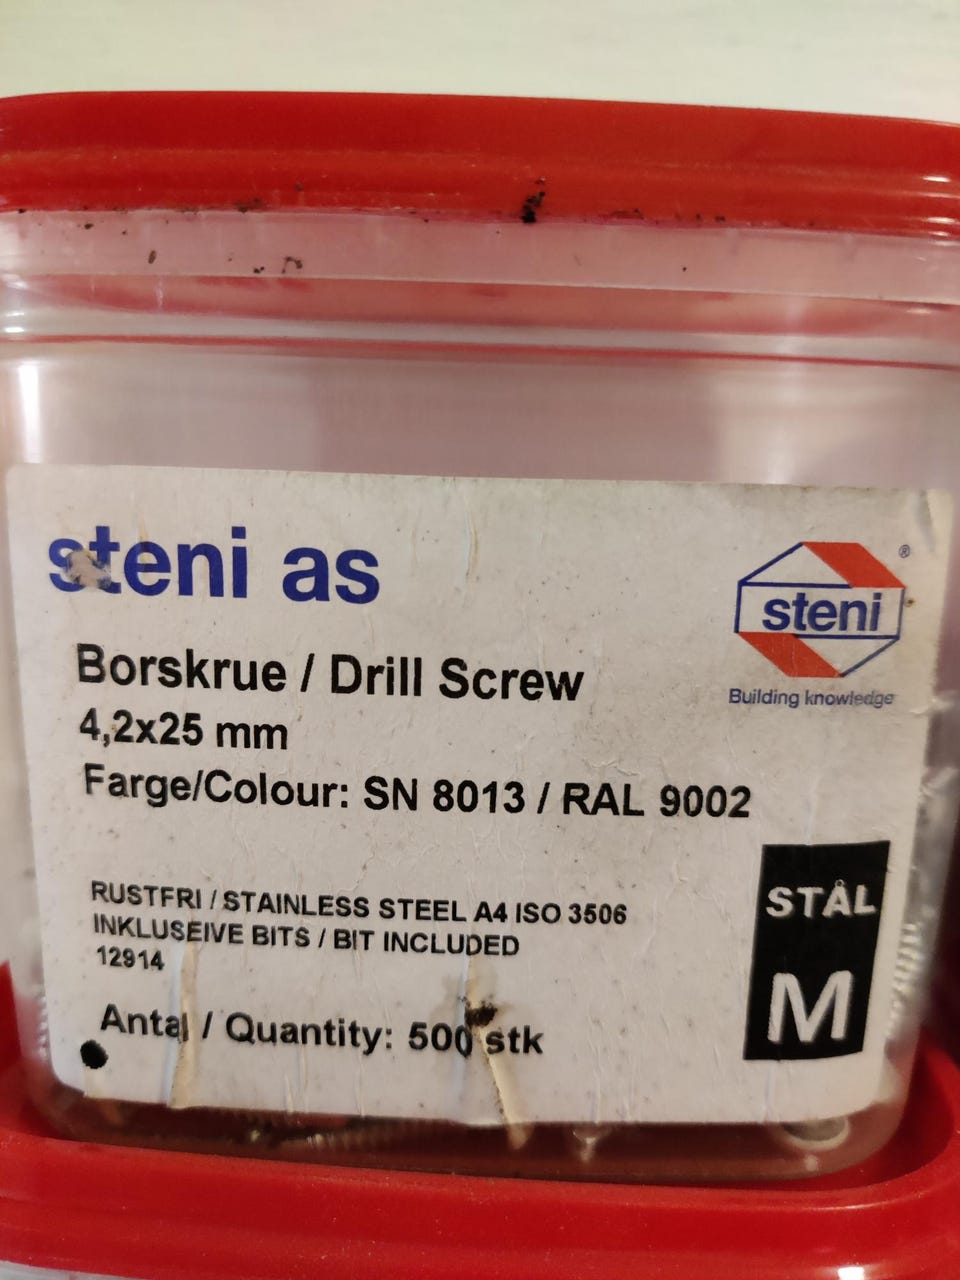 steni as
steni ®
Building knowledge
Borskrue / Drill Screw
4,2x25 mm
Farge/Colour: SN 8013 / RAL 9002
RUSTFRI / STAINLESS STEEL A4 ISO 3506
INKLUSEIVE BITS / BIT INCLUDED
12914
Antal / Quantity: 500 stk
STÅL
M